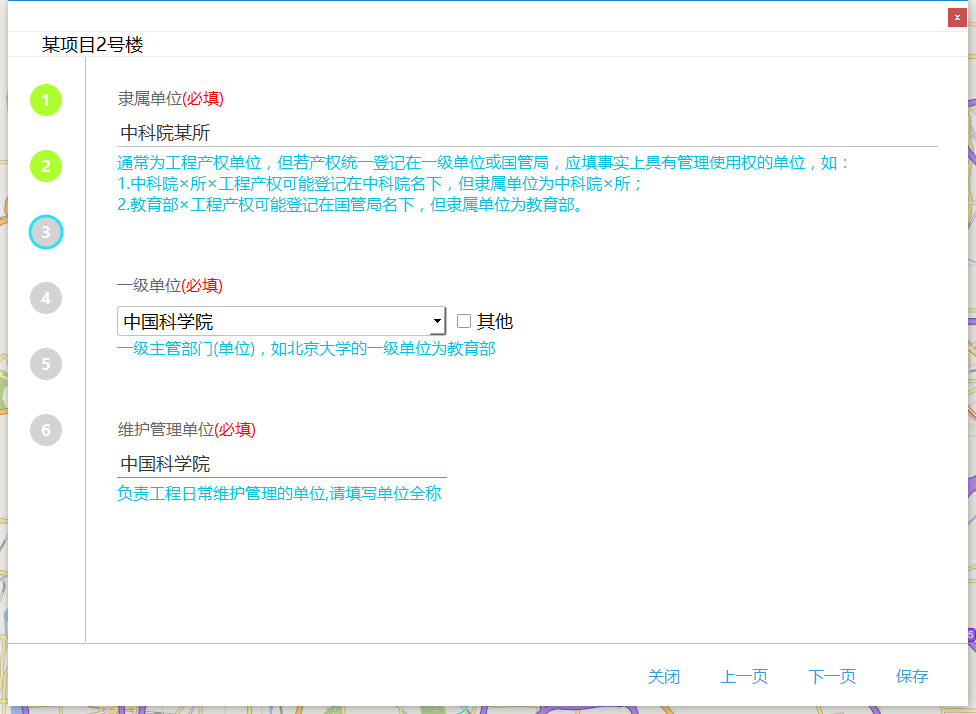 x
某项目2号楼
1
隶属单位(必填)
中科院某所
2
通常为工程产权单位，但若产权统一登记在一级单位或国管局，应填事实上具有管理使用权的单位，如：
1.中科院×所×工程产权可能登记在中科院名下，但隶属单位为中科院×所；
2.教育部×工程产权可能登记在国管局名下，但隶属单位为教育部。
3
一级单位(必填)
4
中国科学院
其他
一级主管部门(单位)，如北京大学的一级单位为教育部
5
维护管理单位(必填)
6
中国科学院
负责工程日常维护管理的单位,请填写单位全称
5
关闭
上一页
下一页
保存